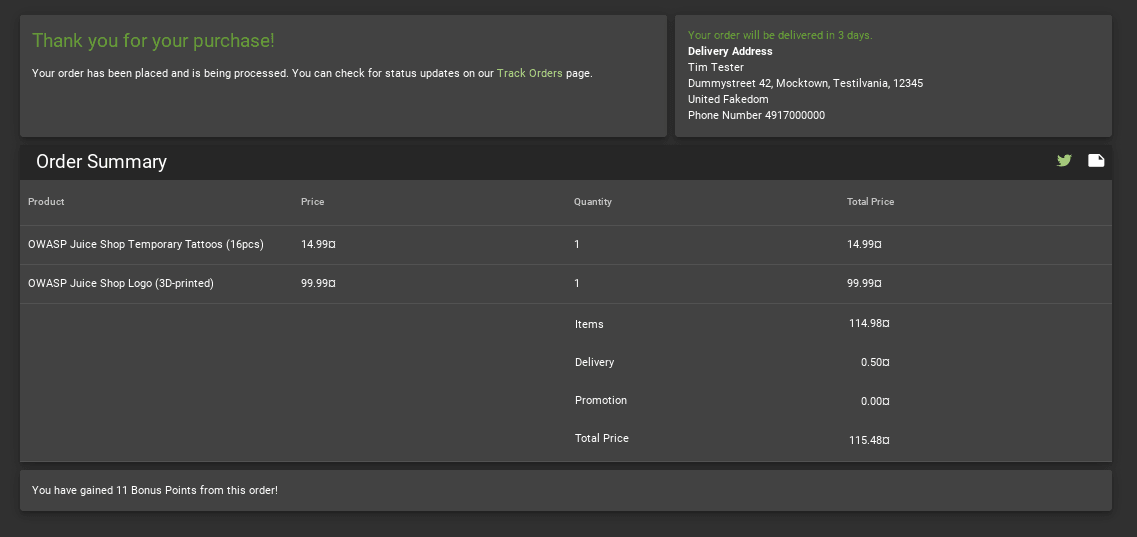 Thank you for your purchase!
Your order has been placed and is being processed. You can check for status updates on our Track Orders page.
Your order will be delivered in 3 days.
Delivery Address
Tim Tester
Dummystreet 42, Mocktown, Testilvania, 12345
United Fakedom
Phone Number 4917000000
Order Summary
Product Price Quantity Total Price
OWASP Juice Shop Temporary Tattoos (16pcs) 14.99¤ 1 14.99¤
OWASP Juice Shop Logo (3D-printed) 99.99¤ 1 99.99¤
Items 114.98¤
Delivery 0.50¤
Promotion 0.00¤
Total Price 115.48¤
You have gained 11 Bonus Points from this order!